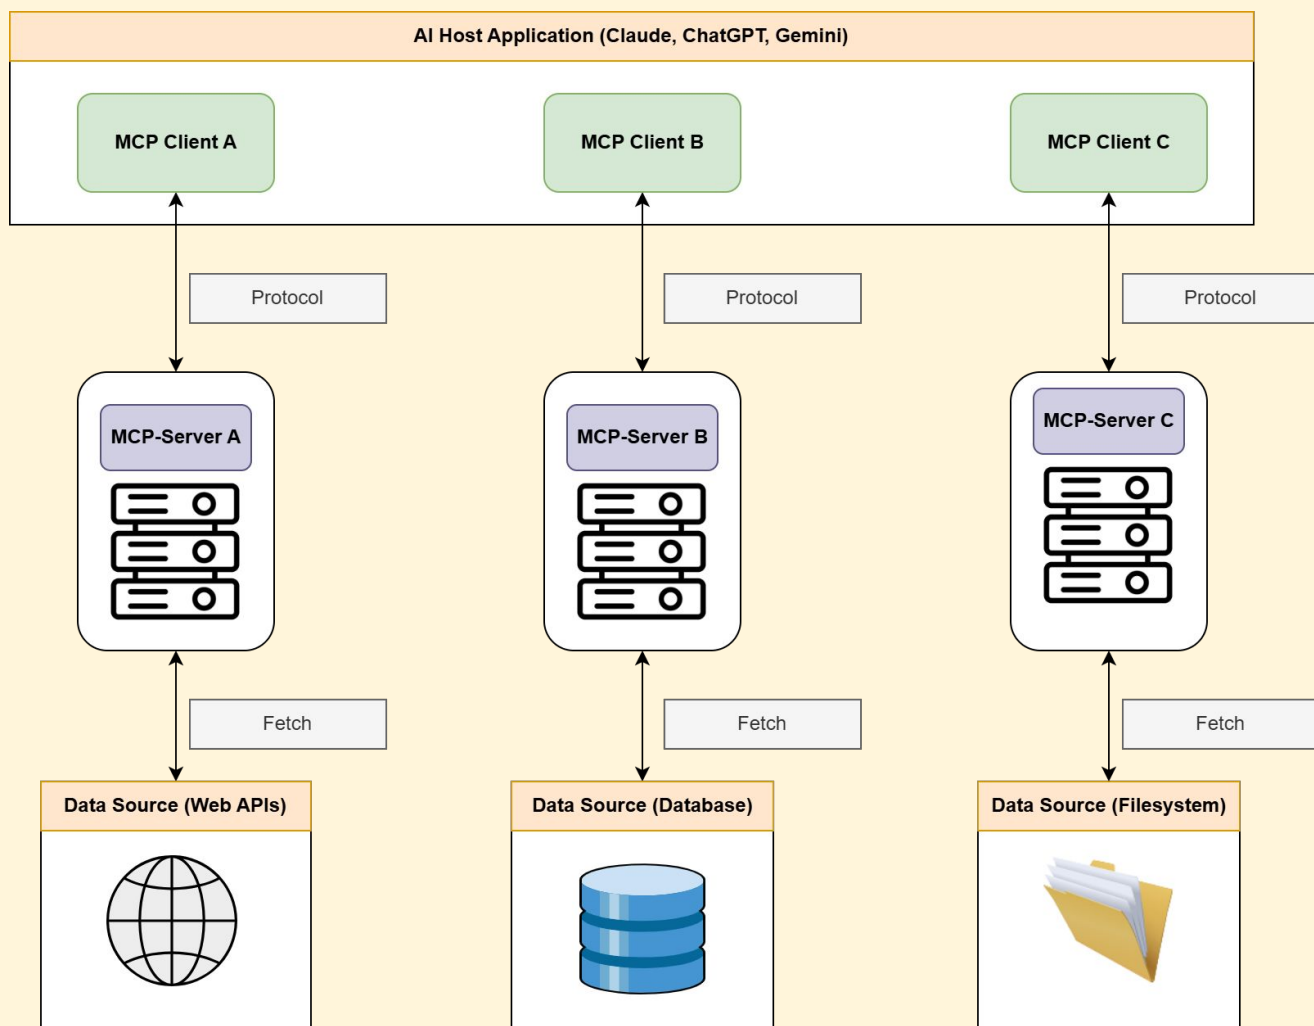 AI Host Application (Claude, ChatGPT, Gemini)
MCP Client A
MCP Client B
MCP Client C
Protocol
Protocol
Protocol
MCP-Server A
MCP-Server B
MCP-Server C
Fetch
Fetch
Fetch
Data Source (Web APIs)
Data Source (Database)
Data Source (Filesystem)